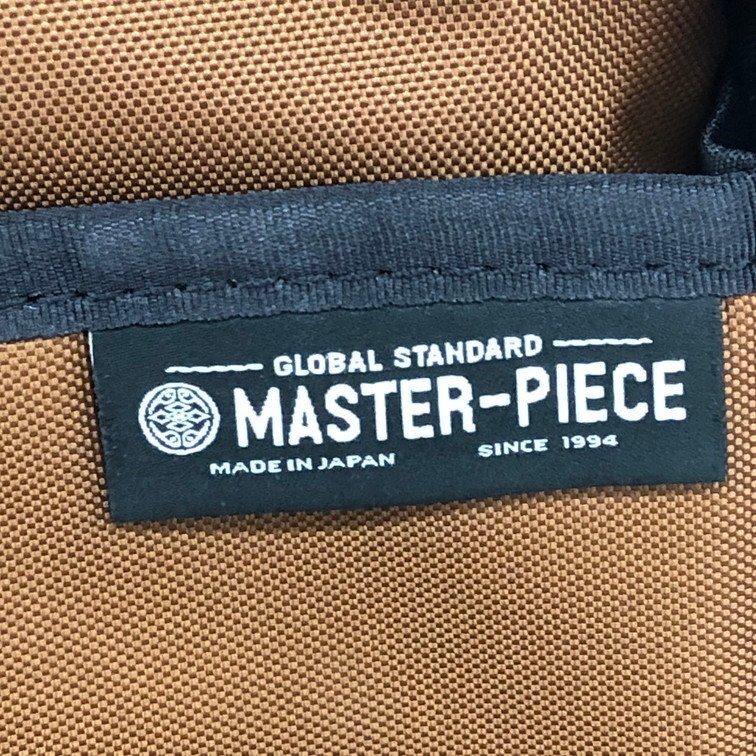 GLOBAL STANDARD
MASTER-PIECE
MADE IN JAPAN
SINCE 1994